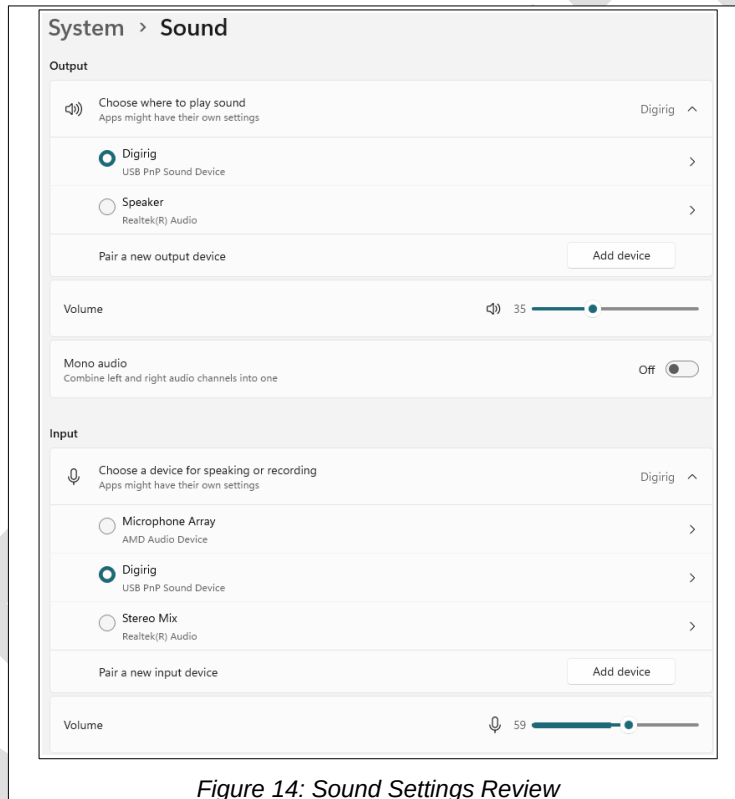 System > Sound
Output
Choose where to play sound
Digirig
Apps might have their own settings
Digirig
USB PnP Sound Device
Speaker
Realtek(R) Audio
Pair a new output device
Add device
Volume
35
Mono audio
Off
Combine left and right audio channels into one
Input
Choose a device for speaking or recording
Digirig
Apps might have their own settings
Microphone Array
AMD Audio Device
Digirig
USB PnP Sound Device
Stereo Mix
Realtek(R) Audio
Pair a new input device
Add device
Volume
59
Figure 14: Sound Settings Review